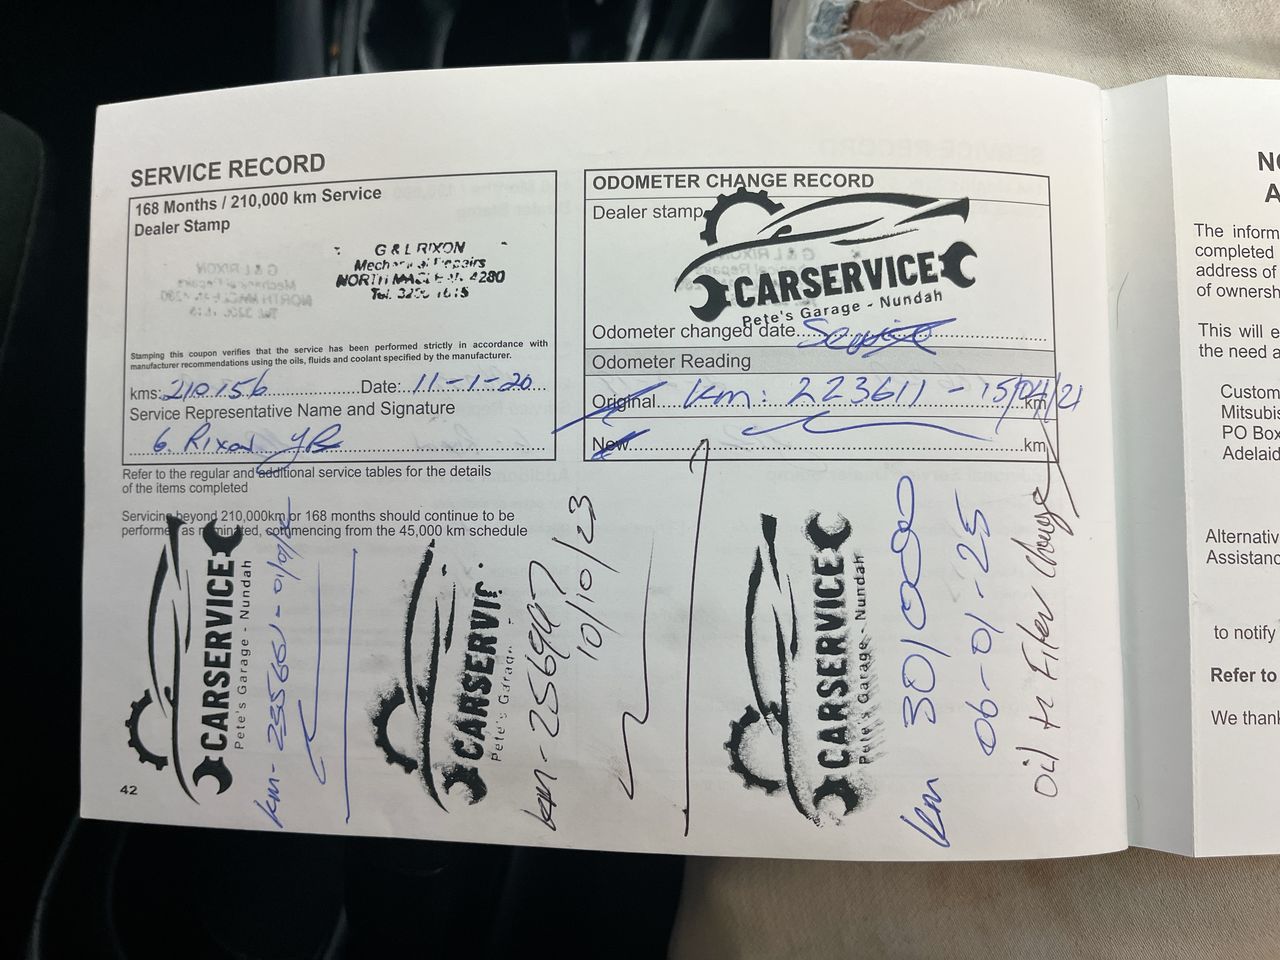 SERVICE RECORD
168 Months / 210,000 km Service
Dealer Stamp
G & L RIXON
Mechanical Repairs
NORTH MACLEAN 4280
Tel.
Stamping this coupon verifies that the service has been performed strictly in accordance with
manufacturer recommendations using the oils, fluids and coolant specified by the manufacturer.
kms: 210156 Date: 11-1-20
Service Representative Name and Signature
G. Rixon
Refer to the regular and additional service tables for the details
of the items completed
Servicing beyond 210,000km or 168 months should continue to be
performed as nominated, commencing from the 45,000 km schedule
CARSERVICE
Pete's Garage - Nundah
km -
CARSERVIC
Pete's Garag
km - 256967
10/10/23
42
ODOMETER CHANGE RECORD
Dealer stamp
CARSERVICE
Pete's Garage - Nundah
Odometer changed date Service
Odometer Reading
Original km: 223611 - 15/04/21 km
New km
CARSERVICE
Pete's Garage - Nundah
km 301000
06-01-25
Oil + Filter Change
NO
A
The inform
completed
address of
of ownersh
This will e
the need a
Custom
Mitsubis
PO Box
Adelaid
Alternativ
Assistanc
to notify
Refer to
We thank